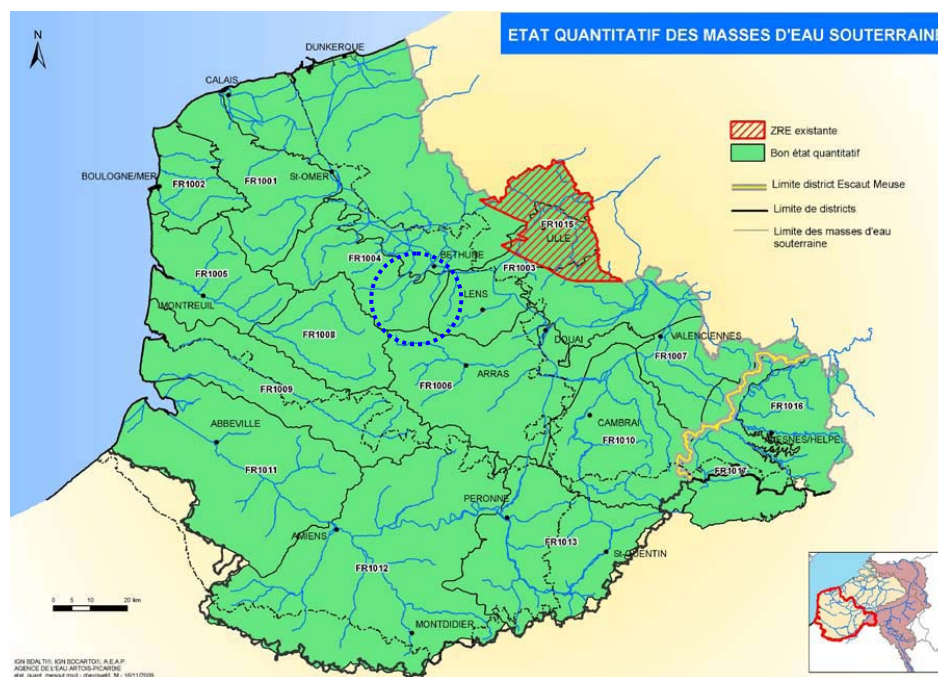 ETAT QUANTITATIF DES MASSES D'EAU SOUTERRAINE
N
DUNKERQUE
CALAIS
ZRE existante
Bon état quantitatif
Limite district Escaut Meuse
Limite de districts
Limite des masses d'eau
souterraine
BOULOGNE/MER
FR1002
FR1001
St-OMER
FR1015
LILLE
FR1004
BETHUNE
FR1003
FR1005
MONTREUIL
LENS
FR1008
DOUAI
VALENCIENNES
FR1007
FR1009
FR1006
ARRAS
FR1016
ABBEVILLE
CAMBRAI
FR1010
AVESNES/HELPE
FR1011
FR1017
PERONNE
AMIENS
FR1013
St-QUENTIN
FR1012
MONTDIDIER
0 5 10 20 km
IGN BDALTI®, IGN BDCARTO®, A.E.A.P.
AGENCE DE L'EAU ARTOIS-PICARDIE